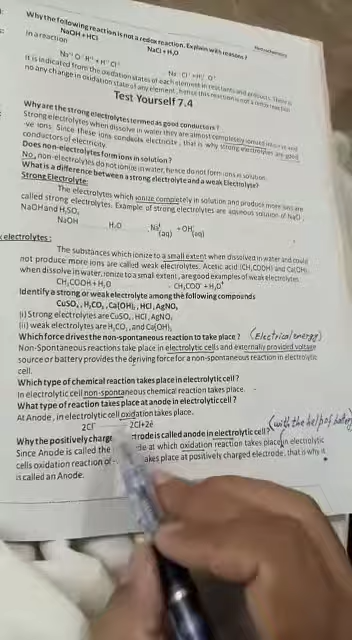 Why the following reaction is not a redox reaction. Explain with reasons?
NaOH + HCl NaCl + H₂O
In a reaction
It is indicated from the oxidation states of each element in reactants and products. There is
no any change in oxidation state of any element, hence this reaction is not a redox reaction
Test Yourself 7.4
Why are the strong electrolytes termed as good conductors?
Strong electrolytes when dissolve in water they are almost completely ionized into +ve and
-ve ions. Since these ions conducts electricity, that is why strong electrolytes are good
conductors of electricity.
Does non-electrolytes form ions in solution?
No, non-electrolytes do not ionize in water, hence do not form ions in solution.
What is a difference between a strong electrolyte and a weak Electrolyte?
Strong Electrolyte:
The electrolytes which ionize completely in solution and produce more ions are
called strong electrolytes. Example of strong electrolytes are aqueous solution of NaCl,
NaOH and H₂SO₄
NaOH H₂O Na⁺(aq) + OH⁻(aq)
electrolytes:
The substances which ionize to a small extent when dissolved in water and could
not produce more ions are called weak electrolytes. Acetic acid (CH₃COOH) and Ca(OH)₂
when dissolve in water, ionize to a small extent, are good examples of weak electrolytes.
CH₃COOH + H₂O CH₃COO⁻ + H₃O⁺
Identify a strong or weak electrolyte among the following compounds
CuSO₄, H₂CO₃, Ca(OH)₂, HCl, AgNO₃
(i) Strong electrolytes are CuSO₄, HCl, AgNO₃
(ii) weak electrolytes are H₂CO₃ and Ca(OH)₂
Which force drives the non-spontaneous reaction to take place? (Electrical energy)
Non-Spontaneous reactions take place in electrolytic cells and externally provided voltage
source or battery provides the deriving force for a non-spontaneous reaction in electrolytic
cell.
Which type of chemical reaction takes place in electrolytic cell?
In electrolytic cell non-spontaneous chemical reaction takes place.
What type of reaction takes place at anode in electrolytic cell?
At Anode, in electrolytic cell oxidation takes place.
2Cl⁻ 2Cl + 2e
(with the help of battery
Why the positively charge trode is called anode in electrolytic cell?
Since Anode is called the de at which oxidation reaction takes place in electrolytic
cells oxidation reaction of akes place at positively charged electrode, that is why it
is called an Anode.